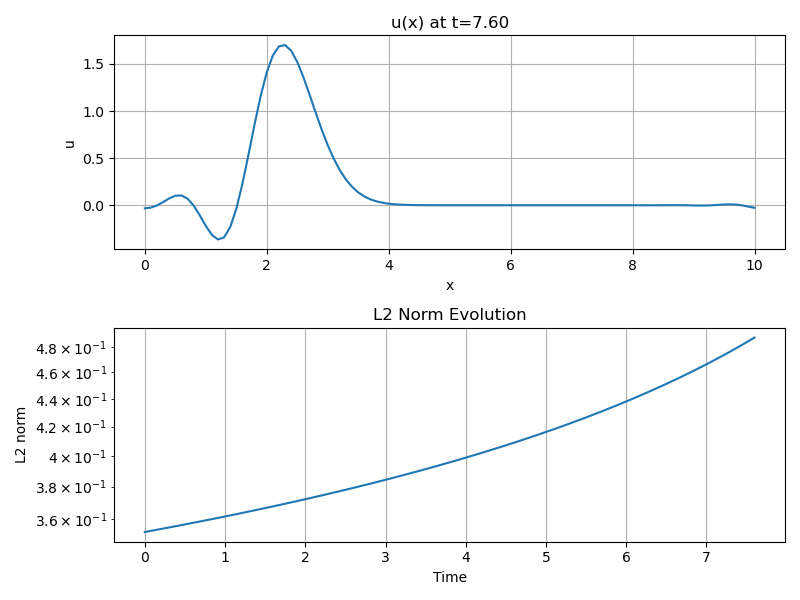 u(x) at t=7.60
u
1.5
1.0
0.5
0.0
0 2 4 6 8 10
x
L2 Norm Evolution
L2 norm
4.8 × 10⁻¹
4.6 × 10⁻¹
4.4 × 10⁻¹
4.2 × 10⁻¹
4 × 10⁻¹
3.8 × 10⁻¹
3.6 × 10⁻¹
0 1 2 3 4 5 6 7
Time